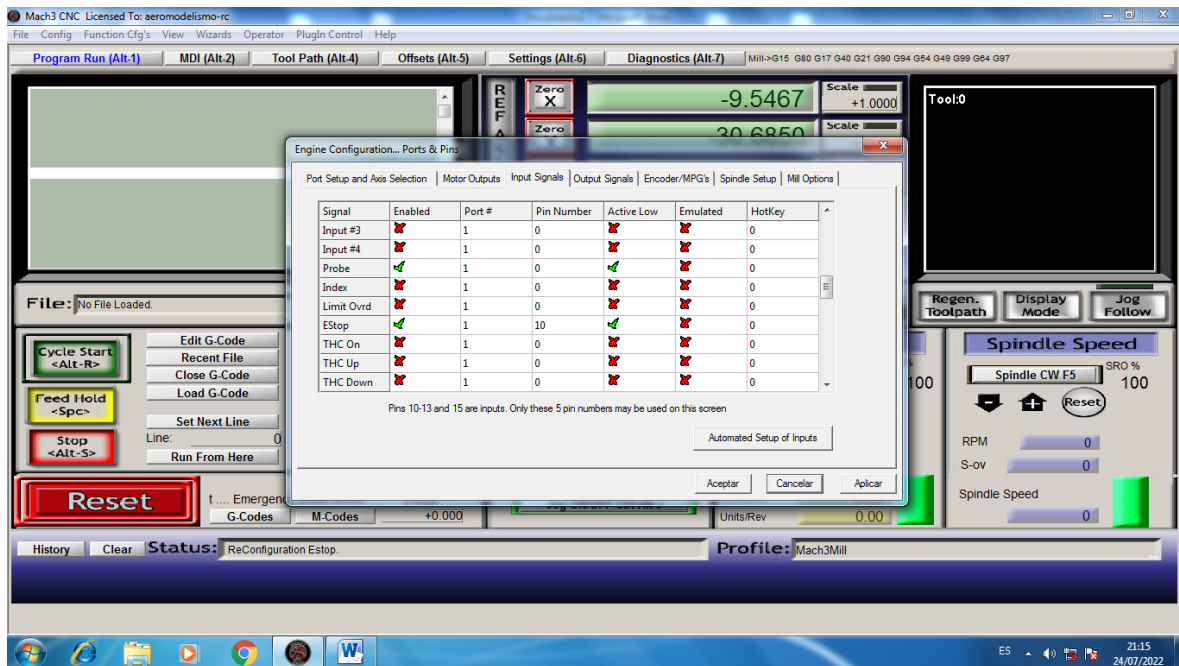 Mach3 CNC Licensed To: aeromodelismo-rc
File Config Function Cfg's View Wizards Operator PlugIn Control Help
Program Run (Alt-1) MDI (Alt-2) Tool Path (Alt-4) Offsets (Alt-5) Settings (Alt-6) Diagnostics (Alt-7) Mill->G15 G80 G17 G40 G21 G90 G94 G54 G49 G99 G64 G97
REF A
Zero X -9.5467 Scale +1.0000
Zero 30.6850 Scale
Tool:0
Engine Configuration... Ports & Pins
Port Setup and Axis Selection Motor Outputs Input Signals Output Signals Encoder/MPG's Spindle Setup Mill Options
Signal Enabled Port # Pin Number Active Low Emulated HotKey
Input #3 1 0 0
Input #4 1 0 0
Probe 1 0 0
Index 1 0 0
Limit Ovrd 1 0 0
EStop 1 10 0
THC On 1 0 0
THC Up 1 0 0
THC Down 1 0 0
Pins 10-13 and 15 are inputs. Only these 5 pin numbers may be used on this screen
Automated Setup of Inputs
Aceptar Cancelar Aplicar
File: No File Loaded.
Regen. Toolpath Display Mode Jog Follow
Cycle Start <Alt-R>
Feed Hold <Spc>
Stop <Alt-S>
Edit G-Code
Recent File
Close G-Code
Load G-Code
Set Next Line
Line: 0
Run From Here
Reset
t .... Emergen
G-Codes M-Codes +0.000
Units/Rev 0.00
% 100
Spindle Speed
Spindle CW F5
SRO % 100
Reset
RPM 0
S-ov 0
Spindle Speed
0
History Clear Status: ReConfiguration Estop. Profile: Mach3Mill
ES
21:15
24/07/2022